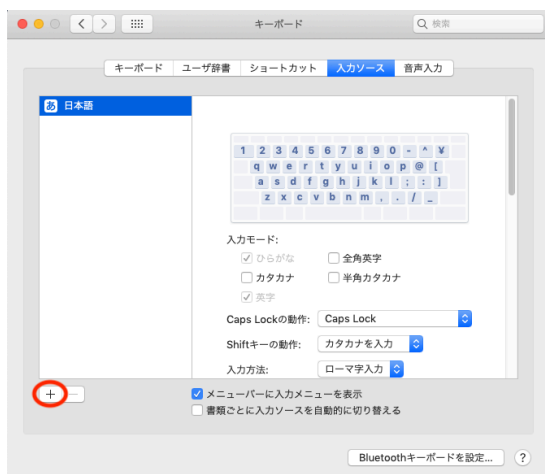 キーボード
検索
キーボード ユーザ辞書 ショートカット 入力ソース 音声入力
あ 日本語
1 2 3 4 5 6 7 8 9 0 - ^ ¥
q w e r t y u i o p @ [
a s d f g h j k l ; : ]
z x c v b n m , . / _
入力モード:
ひらがな 全角英字
カタカナ 半角カタカナ
英字
Caps Lockの動作: Caps Lock
Shiftキーの動作: カタカナを入力
入力方法: ローマ字入力
+ − メニューバーに入力メニューを表示
書類ごとに入力ソースを自動的に切り替える
Bluetoothキーボードを設定... ?